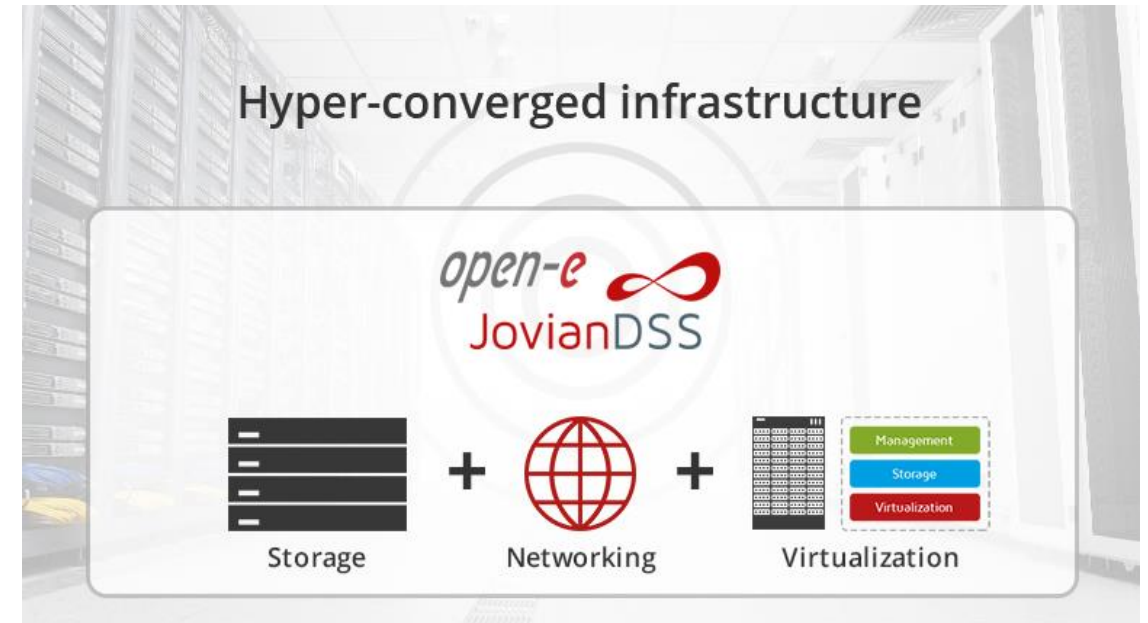 Hyper-converged infrastructure
open-e
JovianDSS
+
+
Management
Storage
Virtualization
Storage
Networking
Virtualization